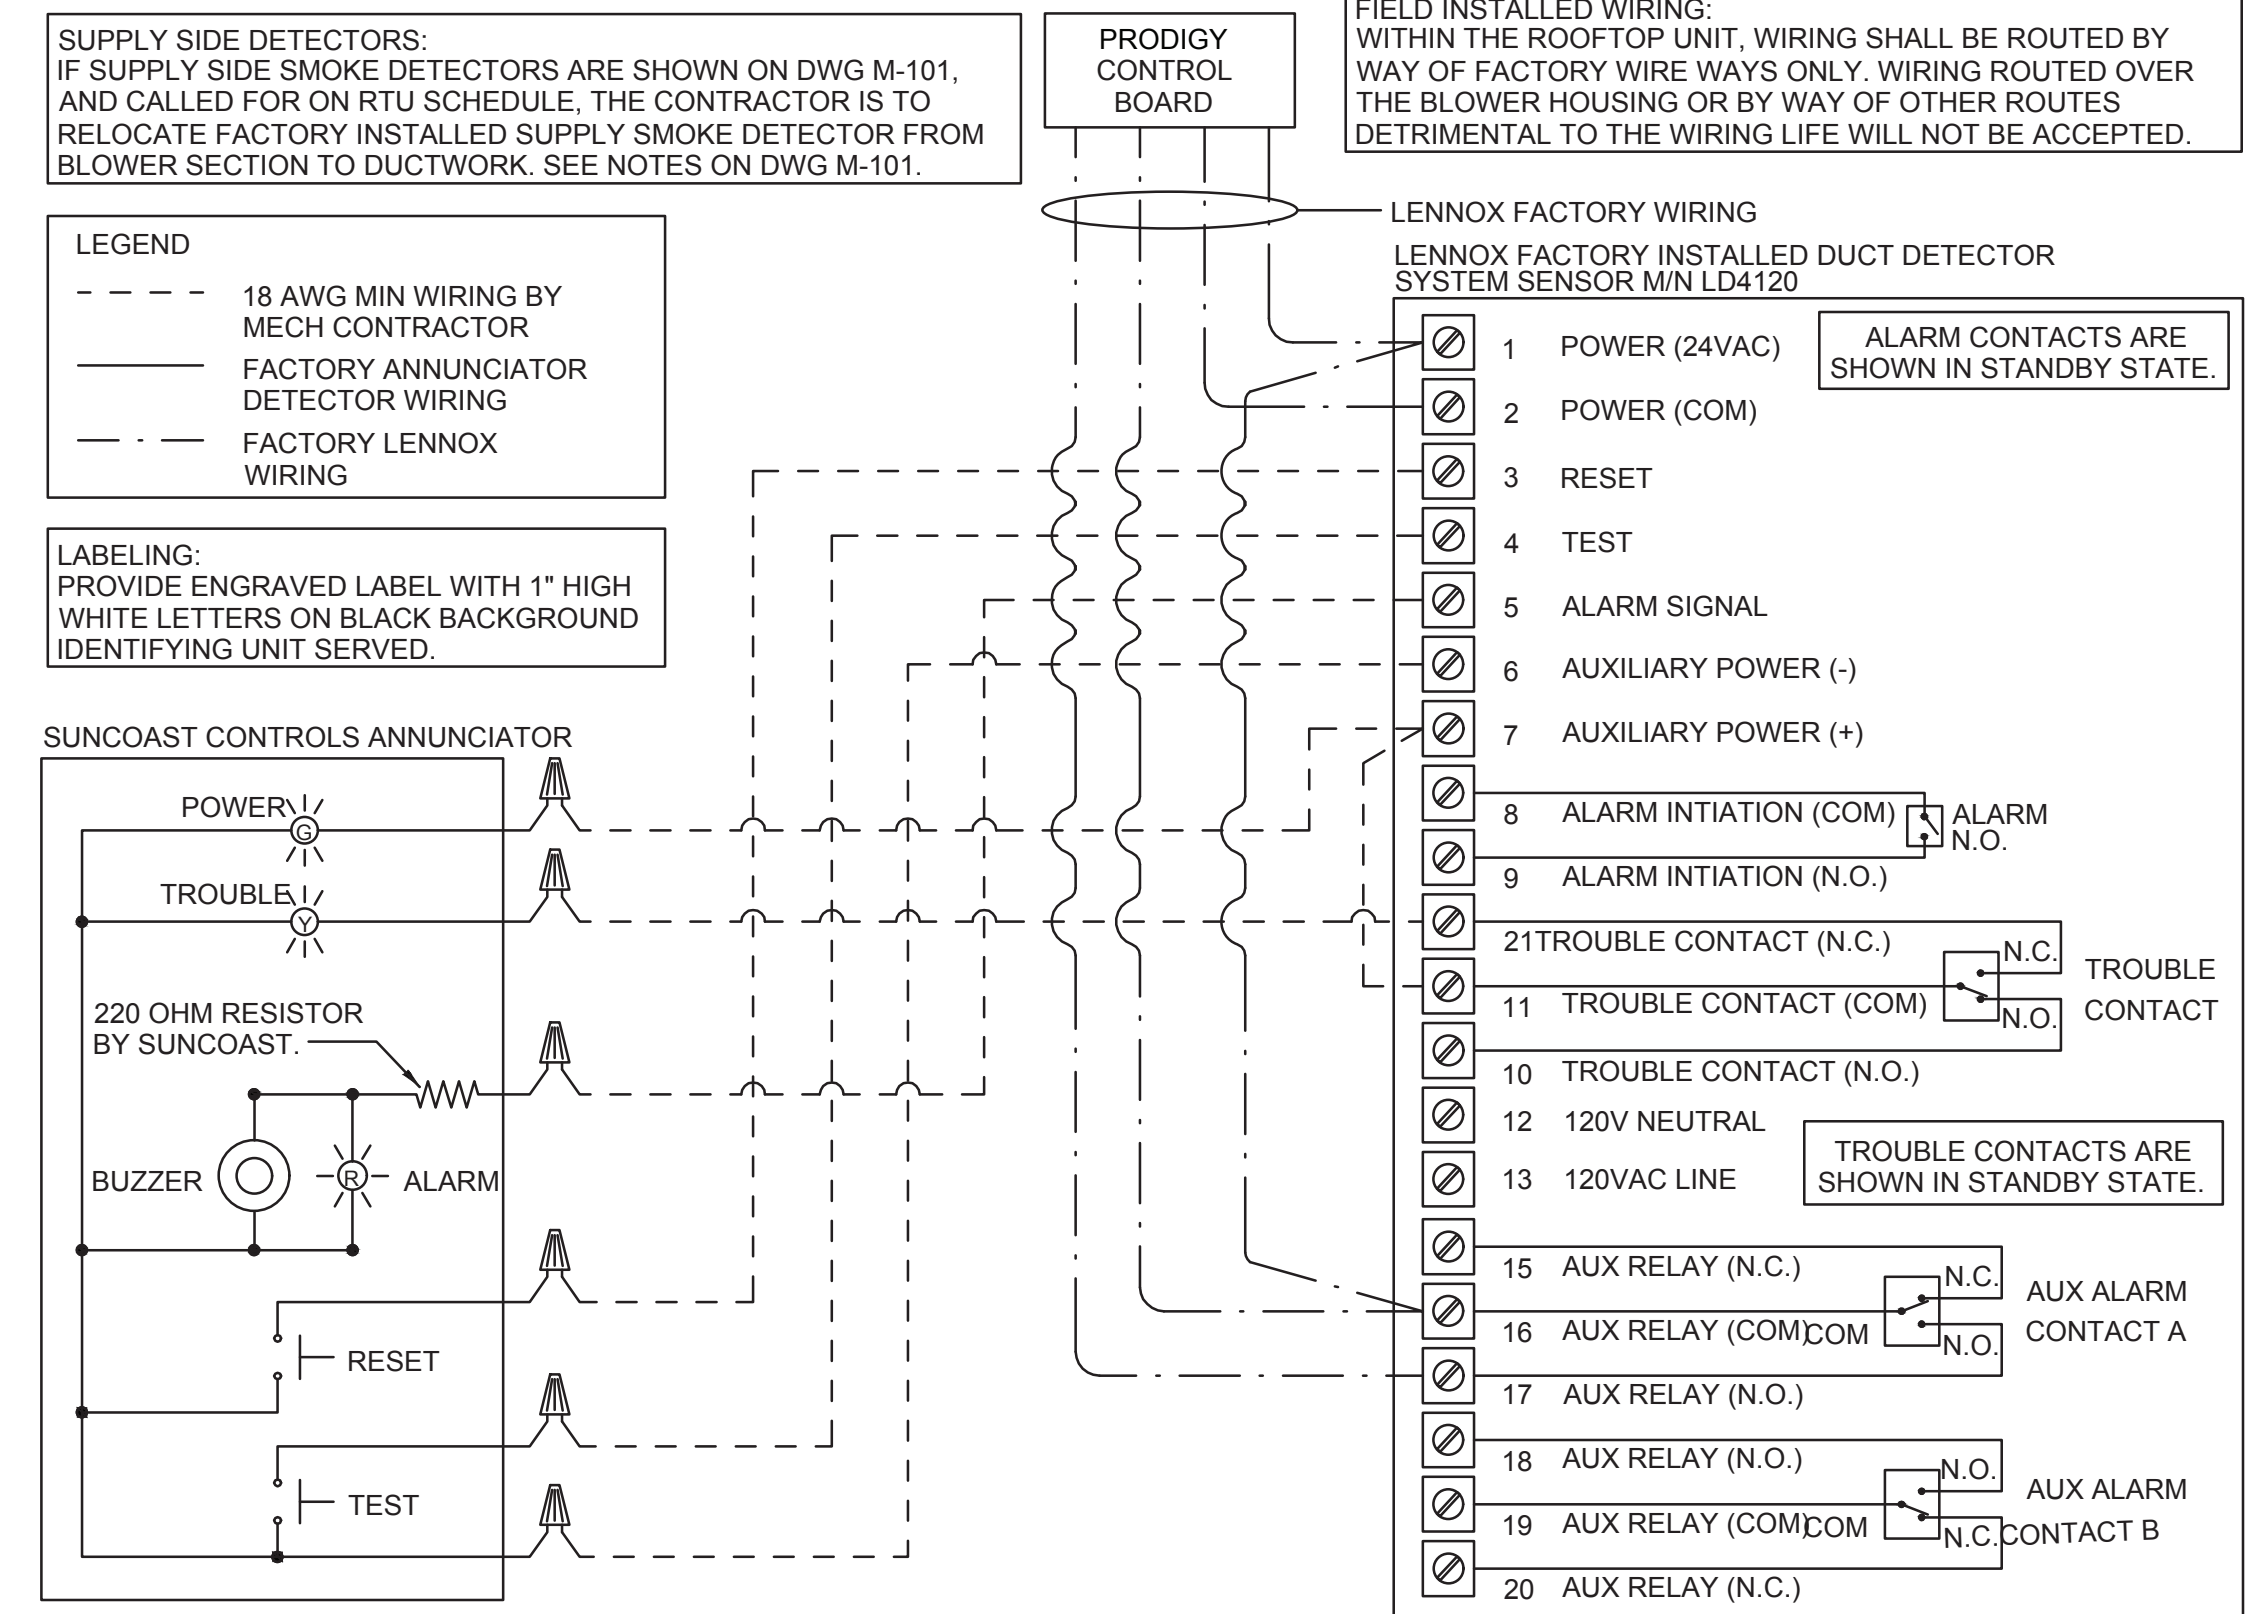 SUPPLY SIDE DETECTORS:
IF SUPPLY SIDE SMOKE DETECTORS ARE SHOWN ON DWG M-101,
AND CALLED FOR ON RTU SCHEDULE, THE CONTRACTOR IS TO
RELOCATE FACTORY INSTALLED SUPPLY SMOKE DETECTOR FROM
BLOWER SECTION TO DUCTWORK. SEE NOTES ON DWG M-101.
PRODIGY
CONTROL
BOARD
FIELD INSTALLED WIRING:
WITHIN THE ROOFTOP UNIT, WIRING SHALL BE ROUTED BY
WAY OF FACTORY WIRE WAYS ONLY. WIRING ROUTED OVER
THE BLOWER HOUSING OR BY WAY OF OTHER ROUTES
DETRIMENTAL TO THE WIRING LIFE WILL NOT BE ACCEPTED.
LEGEND
18 AWG MIN WIRING BY
MECH CONTRACTOR
FACTORY ANNUNCIATOR
DETECTOR WIRING
FACTORY LENNOX
WIRING
LABELING:
PROVIDE ENGRAVED LABEL WITH 1" HIGH
WHITE LETTERS ON BLACK BACKGROUND
IDENTIFYING UNIT SERVED.
SUNCOAST CONTROLS ANNUNCIATOR
POWER
G
TROUBLE
Y
220 OHM RESISTOR
BY SUNCOAST.
BUZZER
R
ALARM
RESET
TEST
LENNOX FACTORY WIRING
LENNOX FACTORY INSTALLED DUCT DETECTOR
SYSTEM SENSOR M/N LD4120
ALARM CONTACTS ARE
SHOWN IN STANDBY STATE.
1 POWER (24VAC)
2 POWER (COM)
3 RESET
4 TEST
5 ALARM SIGNAL
6 AUXILIARY POWER (-)
7 AUXILIARY POWER (+)
8 ALARM INTIATION (COM)
ALARM
N.O.
9 ALARM INTIATION (N.O.)
21TROUBLE CONTACT (N.C.)
N.C.
TROUBLE
CONTACT
11 TROUBLE CONTACT (COM)
N.O.
10 TROUBLE CONTACT (N.O.)
12 120V NEUTRAL
13 120VAC LINE
TROUBLE CONTACTS ARE
SHOWN IN STANDBY STATE.
15 AUX RELAY (N.C.)
N.C.
AUX ALARM
CONTACT A
16 AUX RELAY (COM)COM
N.O.
17 AUX RELAY (N.O.)
18 AUX RELAY (N.O.)
N.O.
AUX ALARM
CONTACT B
19 AUX RELAY (COM)COM
N.C.
20 AUX RELAY (N.C.)